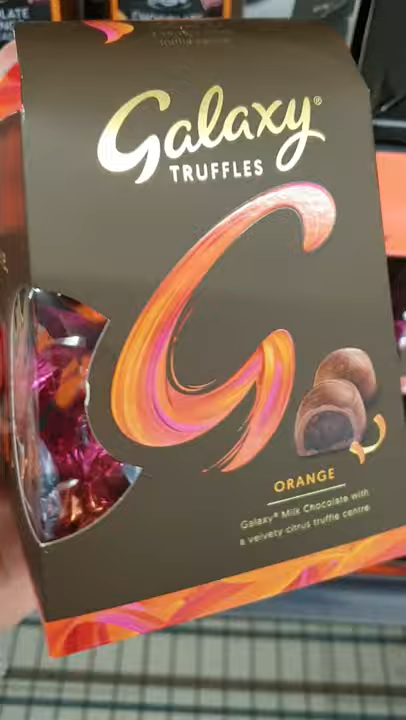 Galaxy®
TRUFFLES
ORANGE
Galaxy® Milk Chocolate with
a velvety citrus truffle centre